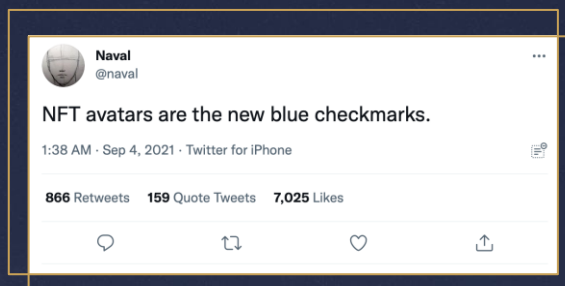 Naval
@naval
NFT avatars are the new blue checkmarks.
1:38 AM · Sep 4, 2021 · Twitter for iPhone
866 Retweets 159 Quote Tweets 7,025 Likes